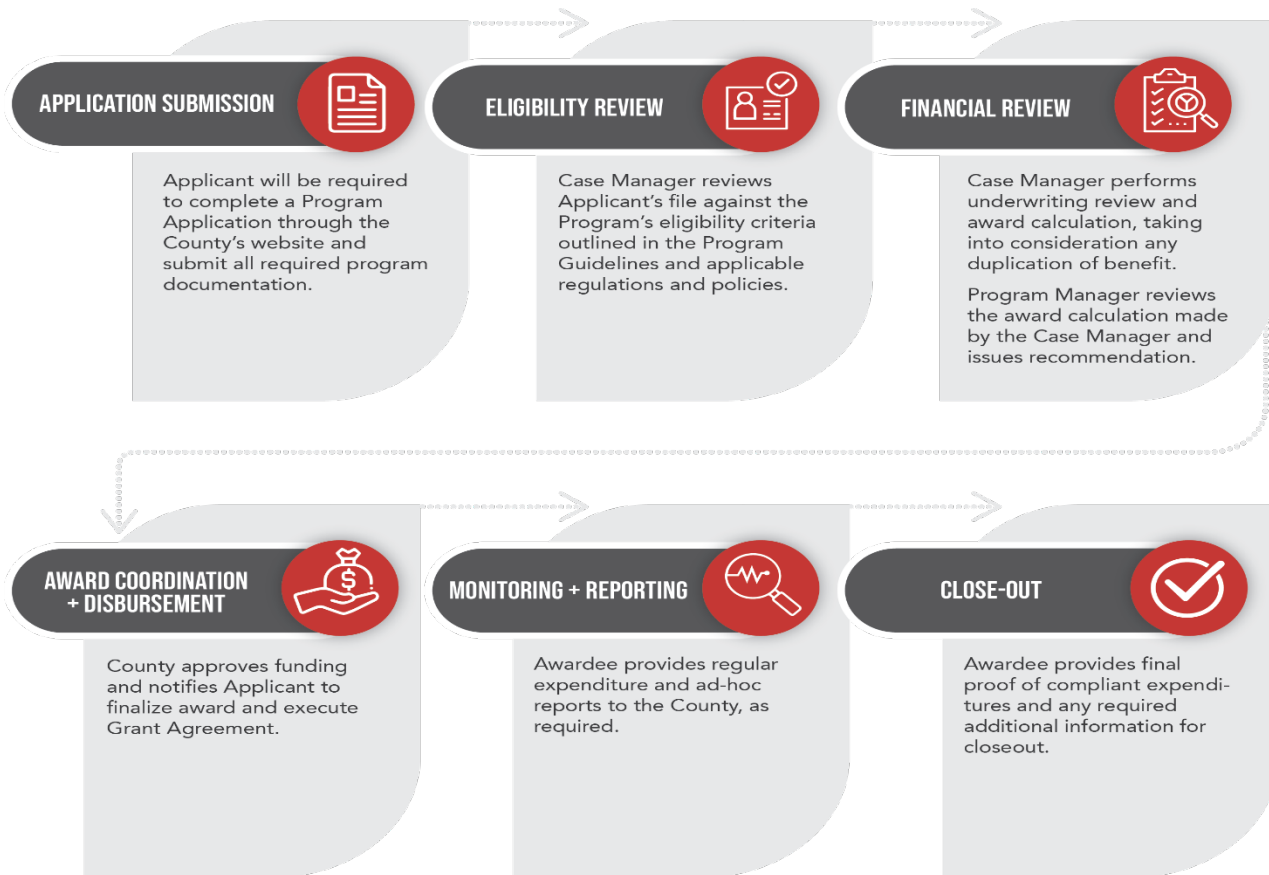 APPLICATION SUBMISSION
Applicant will be required
to complete a Program
Application through the
County's website and
submit all required program
documentation.
ELIGIBILITY REVIEW
Case Manager reviews
Applicant's file against the
Program's eligibility criteria
outlined in the Program
Guidelines and applicable
regulations and policies.
FINANCIAL REVIEW
Case Manager performs
underwriting review and
award calculation, taking
into consideration any
duplication of benefit.
Program Manager reviews
the award calculation made
by the Case Manager and
issues recommendation.
AWARD COORDINATION
+ DISBURSEMENT
County approves funding
and notifies Applicant to
finalize award and execute
Grant Agreement.
MONITORING + REPORTING
Awardee provides regular
expenditure and ad-hoc
reports to the County, as
required.
CLOSE-OUT
Awardee provides final
proof of compliant expendi-
tures and any required
additional information for
closeout.